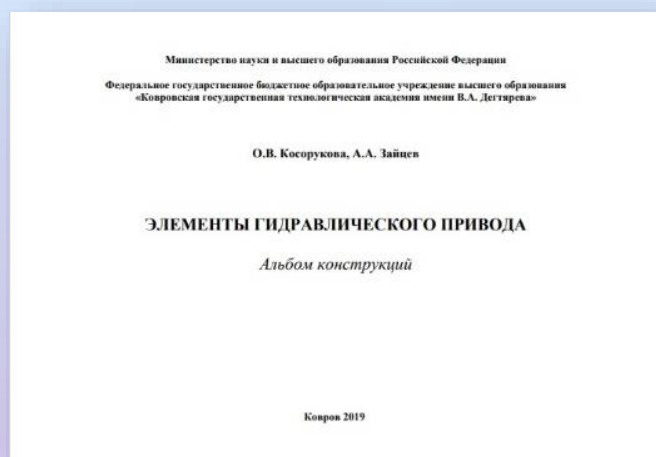 Министерство науки и высшего образования Российской Федерации
Федеральное государственное бюджетное образовательное учреждение высшего образования
«Ковровская государственная технологическая академия имени В.А. Дегтярева»
О.В. Косорукова, А.А. Зайцев
ЭЛЕМЕНТЫ ГИДРАВЛИЧЕСКОГО ПРИВОДА
Альбом конструкций
Ковров 2019